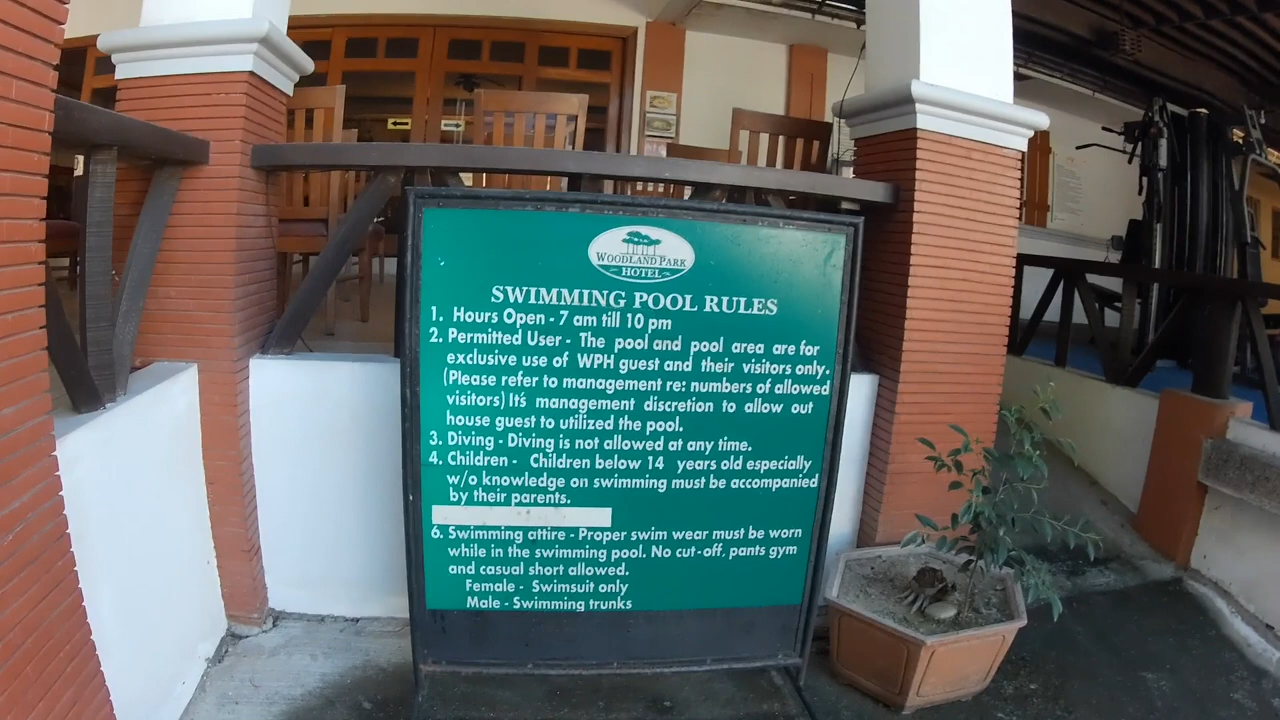 WOODLAND PARK
HOTEL
SWIMMING POOL RULES
1. Hours Open - 7 am till 10 pm
2. Permitted User - The pool and pool area are for
exclusive use of WPH guest and their visitors only.
(Please refer to management re: numbers of allowed
visitors) It's management discretion to allow out
house guest to utilized the pool.
3. Diving - Diving is not allowed at any time.
4. Children - Children below 14 years old especially
w/o knowledge on swimming must be accompanied
by their parents.
6. Swimming attire - Proper swim wear must be worn
while in the swimming pool. No cut-off, pants gym
and casual short allowed.
Female - Swimsuit only
Male - Swimming trunks